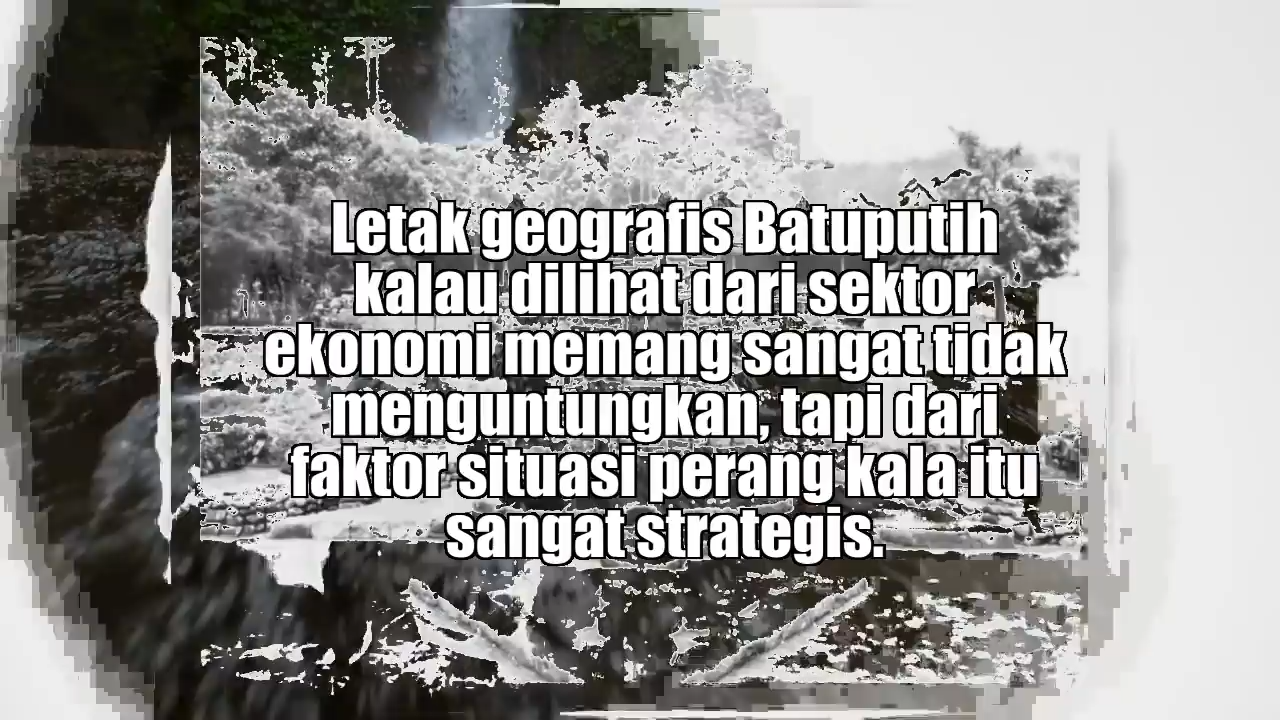 Letak geografis Batuputih
kalau dilihat dari sektor
ekonomi memang sangat tidak
menguntungkan, tapi dari
faktor situasi perang kala itu
sangat strategis.